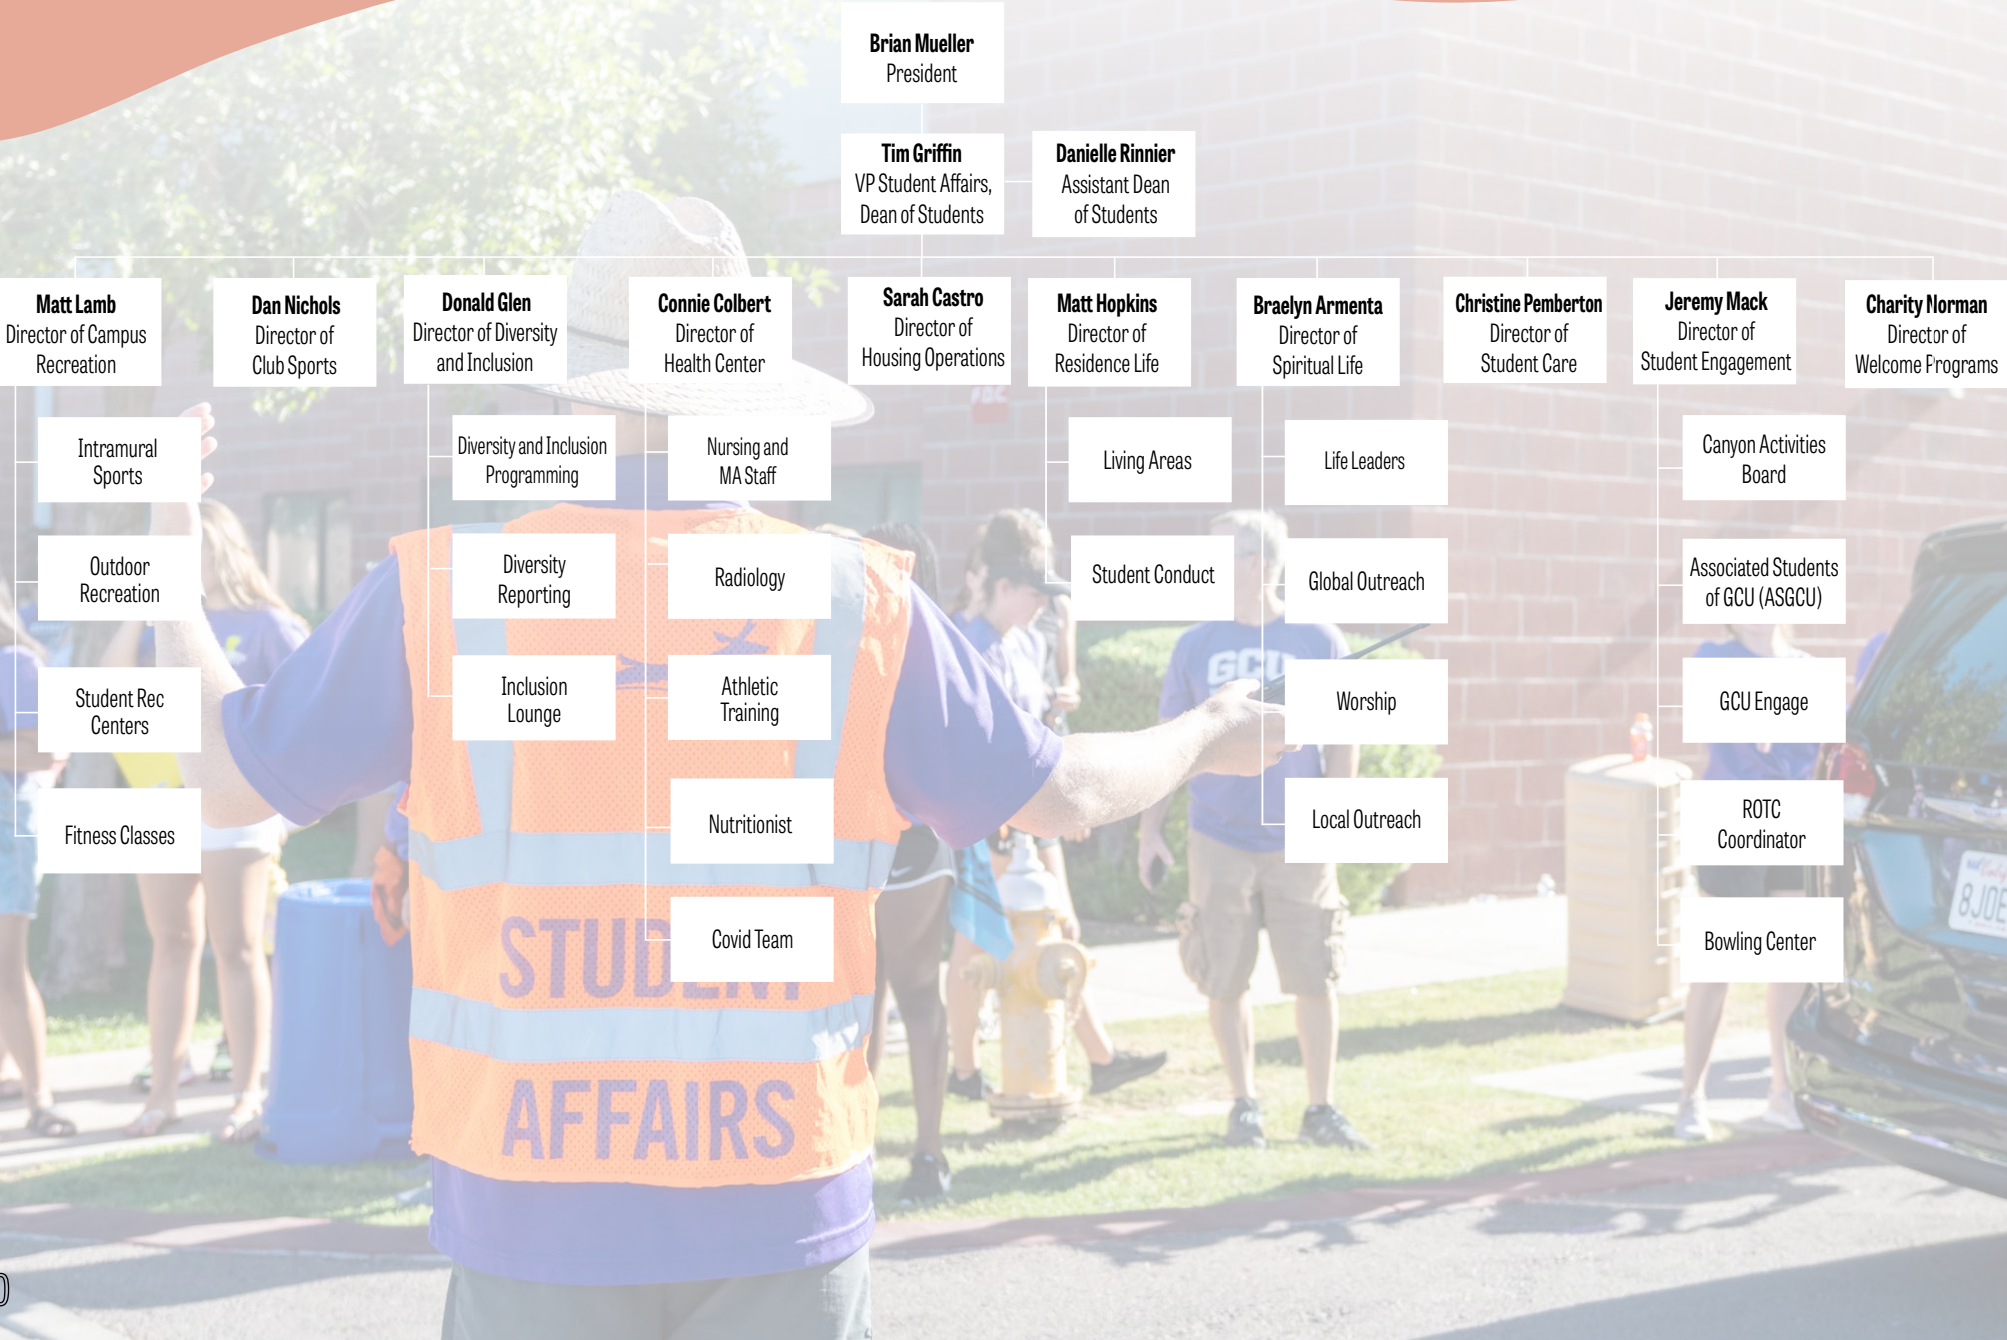 Brian Mueller
President
Tim Griffin
VP Student Affairs,
Dean of Students
Danielle Rinnier
Assistant Dean
of Students
Matt Lamb
Director of Campus
Recreation
Dan Nichols
Director of
Club Sports
Donald Glen
Director of Diversity
and Inclusion
Connie Colbert
Director of
Health Center
Sarah Castro
Director of
Housing Operations
Matt Hopkins
Director of
Residence Life
Braelyn Armenta
Director of
Spiritual Life
Christine Pemberton
Director of
Student Care
Jeremy Mack
Director of
Student Engagement
Charity Norman
Director of
Welcome Programs
Intramural
Sports
Outdoor
Recreation
Student Rec
Centers
Fitness Classes
Diversity and Inclusion
Programming
Diversity
Reporting
Inclusion
Lounge
Nursing and
MA Staff
Radiology
Athletic
Training
Nutritionist
Covid Team
Living Areas
Student Conduct
Life Leaders
Global Outreach
Worship
Local Outreach
Canyon Activities
Board
Associated Students
of GCU (ASGCU)
GCU Engage
ROTC
Coordinator
Bowling Center
GCU
STUDENT
AFFAIRS